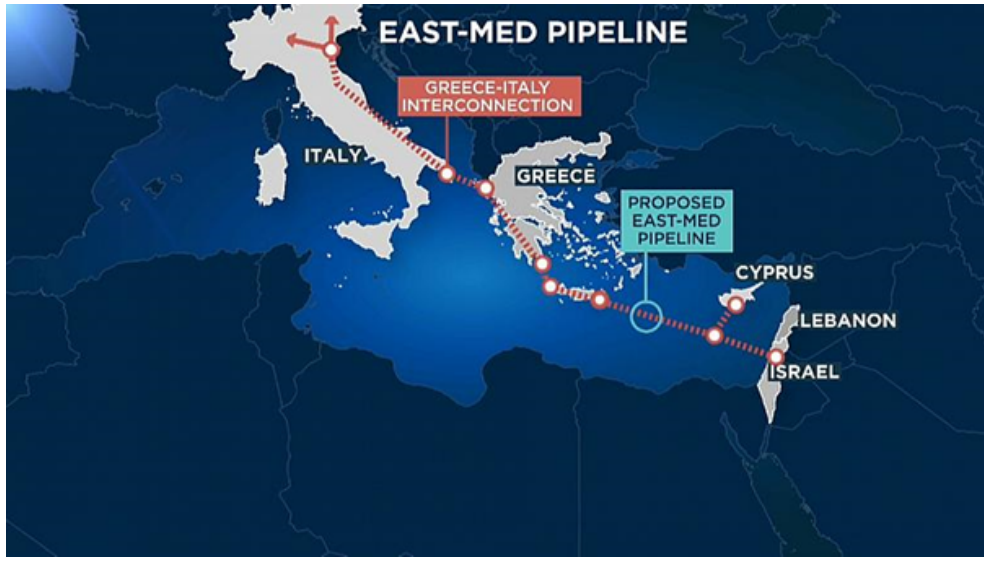 EAST-MED PIPELINE
GREECE-ITALY
INTERCONNECTION
ITALY
GREECE
PROPOSED
EAST-MED
PIPELINE
CYPRUS
LEBANON
ISRAEL